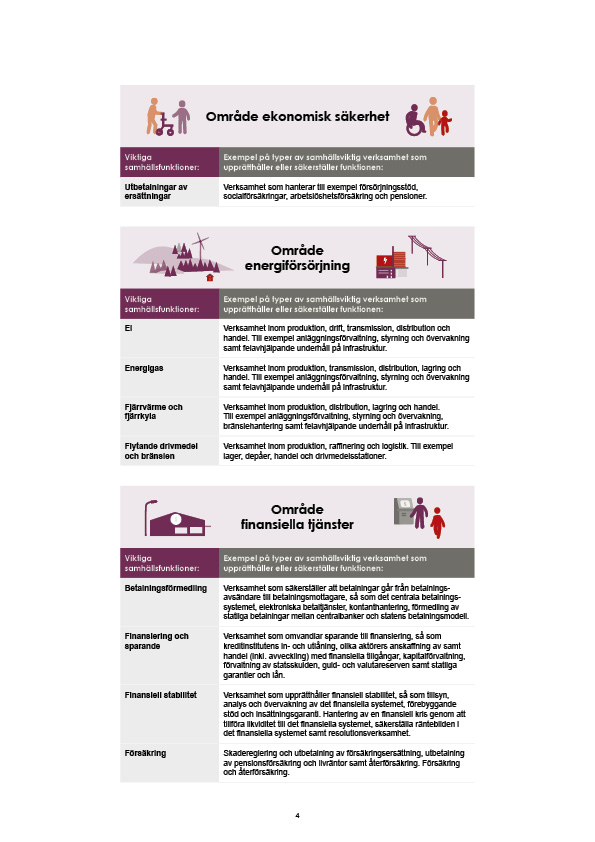 Område ekonomisk säkerhet
Viktiga
samhällsfunktioner:
Exempel på typer av samhällsviktig verksamhet som
upprätthåller eller säkerställer funktionen:
Utbetalningar av
ersättningar
Verksamhet som hanterar till exempel försörjningsstöd,
socialförsäkringar, arbetslöshetsförsäkring och pensioner.
Område
energiförsörjning
Viktiga
samhällsfunktioner:
Exempel på typer av samhällsviktig verksamhet som
upprätthåller eller säkerställer funktionen:
El
Verksamhet inom produktion, drift, transmission, distribution och
handel. Till exempel anläggningsförvaltning, styrning och övervakning
samt felavhjälpande underhåll på infrastruktur.
Energigas
Verksamhet inom produktion, transmission, distribution, lagring och
handel. Till exempel anläggningsförvaltning, styrning och övervakning
samt felavhjälpande underhåll på infrastruktur.
Fjärrvärme och
fjärrkyla
Verksamhet inom produktion, distribution, lagring och handel.
Till exempel anläggningsförvaltning, styrning och övervakning,
bränslehantering samt felavhjälpande underhåll på infrastruktur.
Flytande drivmedel
och bränslen
Verksamhet inom produktion, raffinering och logistik. Till exempel
lager, depåer, handel och drivmedelsstationer.
Område
finansiella tjänster
Viktiga
samhällsfunktioner:
Exempel på typer av samhällsviktig verksamhet som
upprätthåller eller säkerställer funktionen:
Betalningsförmedling
Verksamhet som säkerställer att betalningar går från betalnings-
avsändare till betalningsmottagare, så som det centrala betalnings-
systemet, elektroniska betaltjänster, kontanthantering, förmedling av
statliga betalningar mellan centralbanker och statens betalningsmodell.
Finansiering och
sparande
Verksamhet som omvandlar sparande till finansiering, så som
kreditinstitutens in- och utlåning, olika aktörers anskaffning av samt
handel (inkl. avveckling) med finansiella tillgångar, kapitalförvaltning,
förvaltning av statsskulden, guld- och valutareserven samt statliga
garantier och lån.
Finansiell stabilitet
Verksamhet som upprätthåller finansiell stabilitet, så som tillsyn,
analys och övervakning av det finansiella systemet, förebyggande
stöd och insättningsgaranti. Hantering av en finansiell kris genom att
tillföra likviditet till det finansiella systemet, säkerställa räntebilden i
det finansiella systemet samt resolutionsverksamhet.
Försäkring
Skadereglering och utbetalning av försäkringsersättning, utbetalning
av pensionsförsäkring och livräntor samt återförsäkring. Försäkring
och återförsäkring.
4